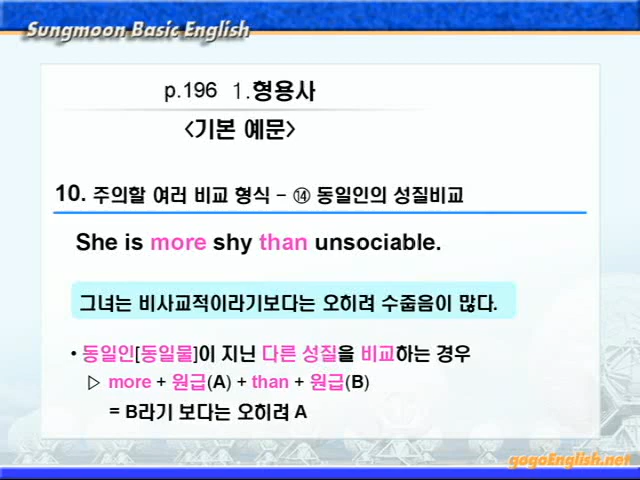 Sungmoon Basic English
p.196 1.형용사
<기본 예문>
10. 주의할 여러 비교 형식 – ⑭ 동일인의 성질비교
She is more shy than unsociable.
그녀는 비사교적이라기보다는 오히려 수줍음이 많다.
• 동일인[동일물]이 지닌 다른 성질을 비교하는 경우
▷ more + 원급(A) + than + 원급(B)
= B라기 보다는 오히려 A
gogoEnglish.net